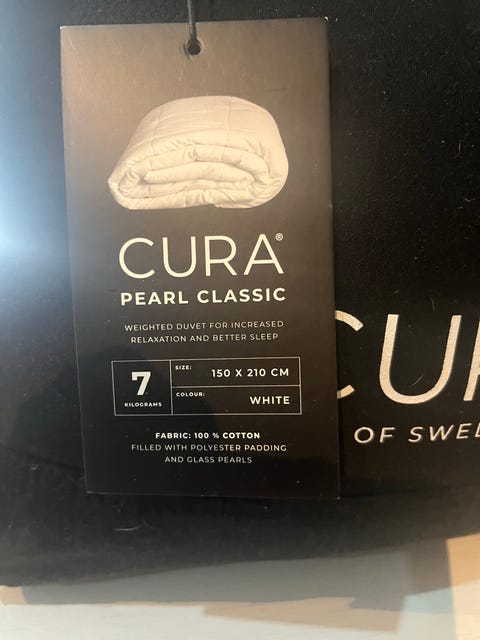 CURA®
PEARL CLASSIC
WEIGHTED DUVET FOR INCREASED
RELAXATION AND BETTER SLEEP
7
KILOGRAMS
SIZE: 150 X 210 CM
COLOUR: WHITE
FABRIC: 100 % COTTON
FILLED WITH POLYESTER PADDING
AND GLASS PEARLS
CU
OF SWE